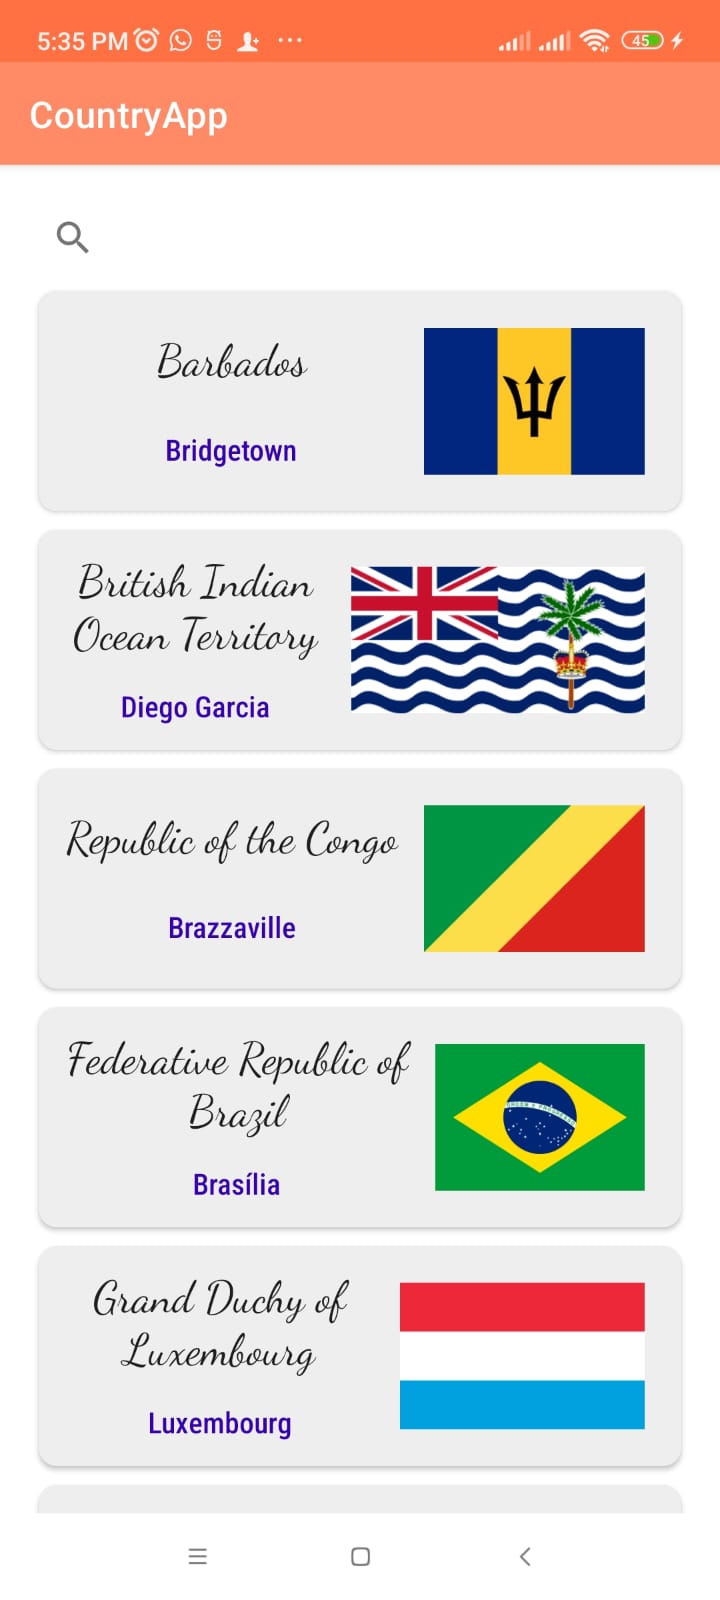 5:35 PM
45
CountryApp
Barbados
Bridgetown
British Indian
Ocean Territory
Diego Garcia
Republic of the Congo
Brazzaville
Federative Republic of
Brazil
Brasília
Grand Duchy of
Luxembourg
Luxembourg